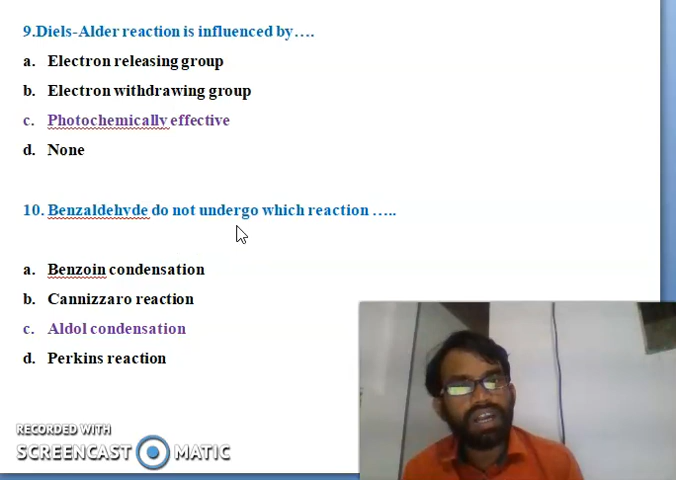 9.Diels-Alder reaction is influenced by….
a. Electron releasing group
b. Electron withdrawing group
c. Photochemically effective
d. None
10. Benzaldehyde do not undergo which reaction …..
a. Benzoin condensation
b. Cannizzaro reaction
c. Aldol condensation
d. Perkins reaction
RECORDED WITH
SCREENCAST MATIC